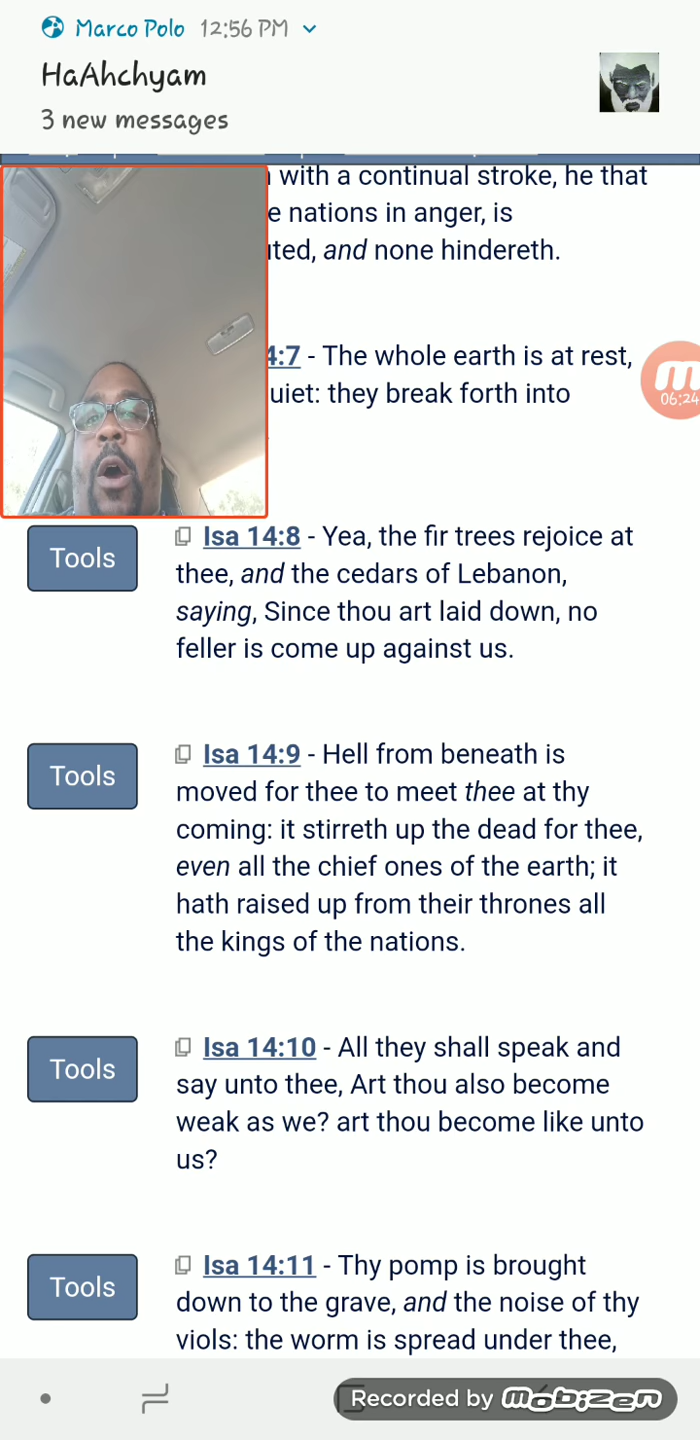 Marco Polo 12:56 PM
HaAhchyam
3 new messages
with a continual stroke, he that
nations in anger, is
and none hindereth.
4:7 - The whole earth is at rest,
they break forth into
06:24
Tools
Isa 14:8 - Yea, the fir trees rejoice at
thee, and the cedars of Lebanon,
saying, Since thou art laid down, no
feller is come up against us.
Tools
Isa 14:9 - Hell from beneath is
moved for thee to meet thee at thy
coming: it stirreth up the dead for thee,
even all the chief ones of the earth; it
hath raised up from their thrones all
the kings of the nations.
Tools
Isa 14:10 - All they shall speak and
say unto thee, Art thou also become
weak as we? art thou become like unto
us?
Tools
Isa 14:11 - Thy pomp is brought
down to the grave, and the noise of thy
viols: the worm is spread under thee,
Recorded by mobizen